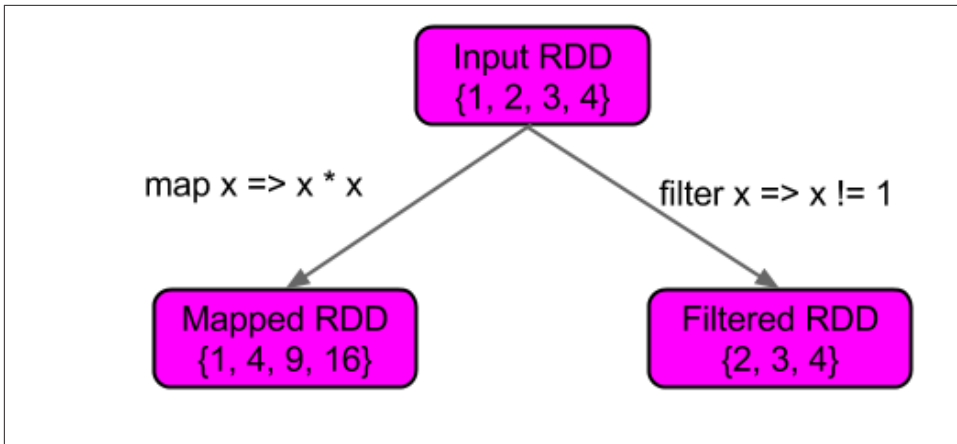 Input RDD
{1, 2, 3, 4}
map x => x * x
filter x => x != 1
Mapped RDD
{1, 4, 9, 16}
Filtered RDD
{2, 3, 4}